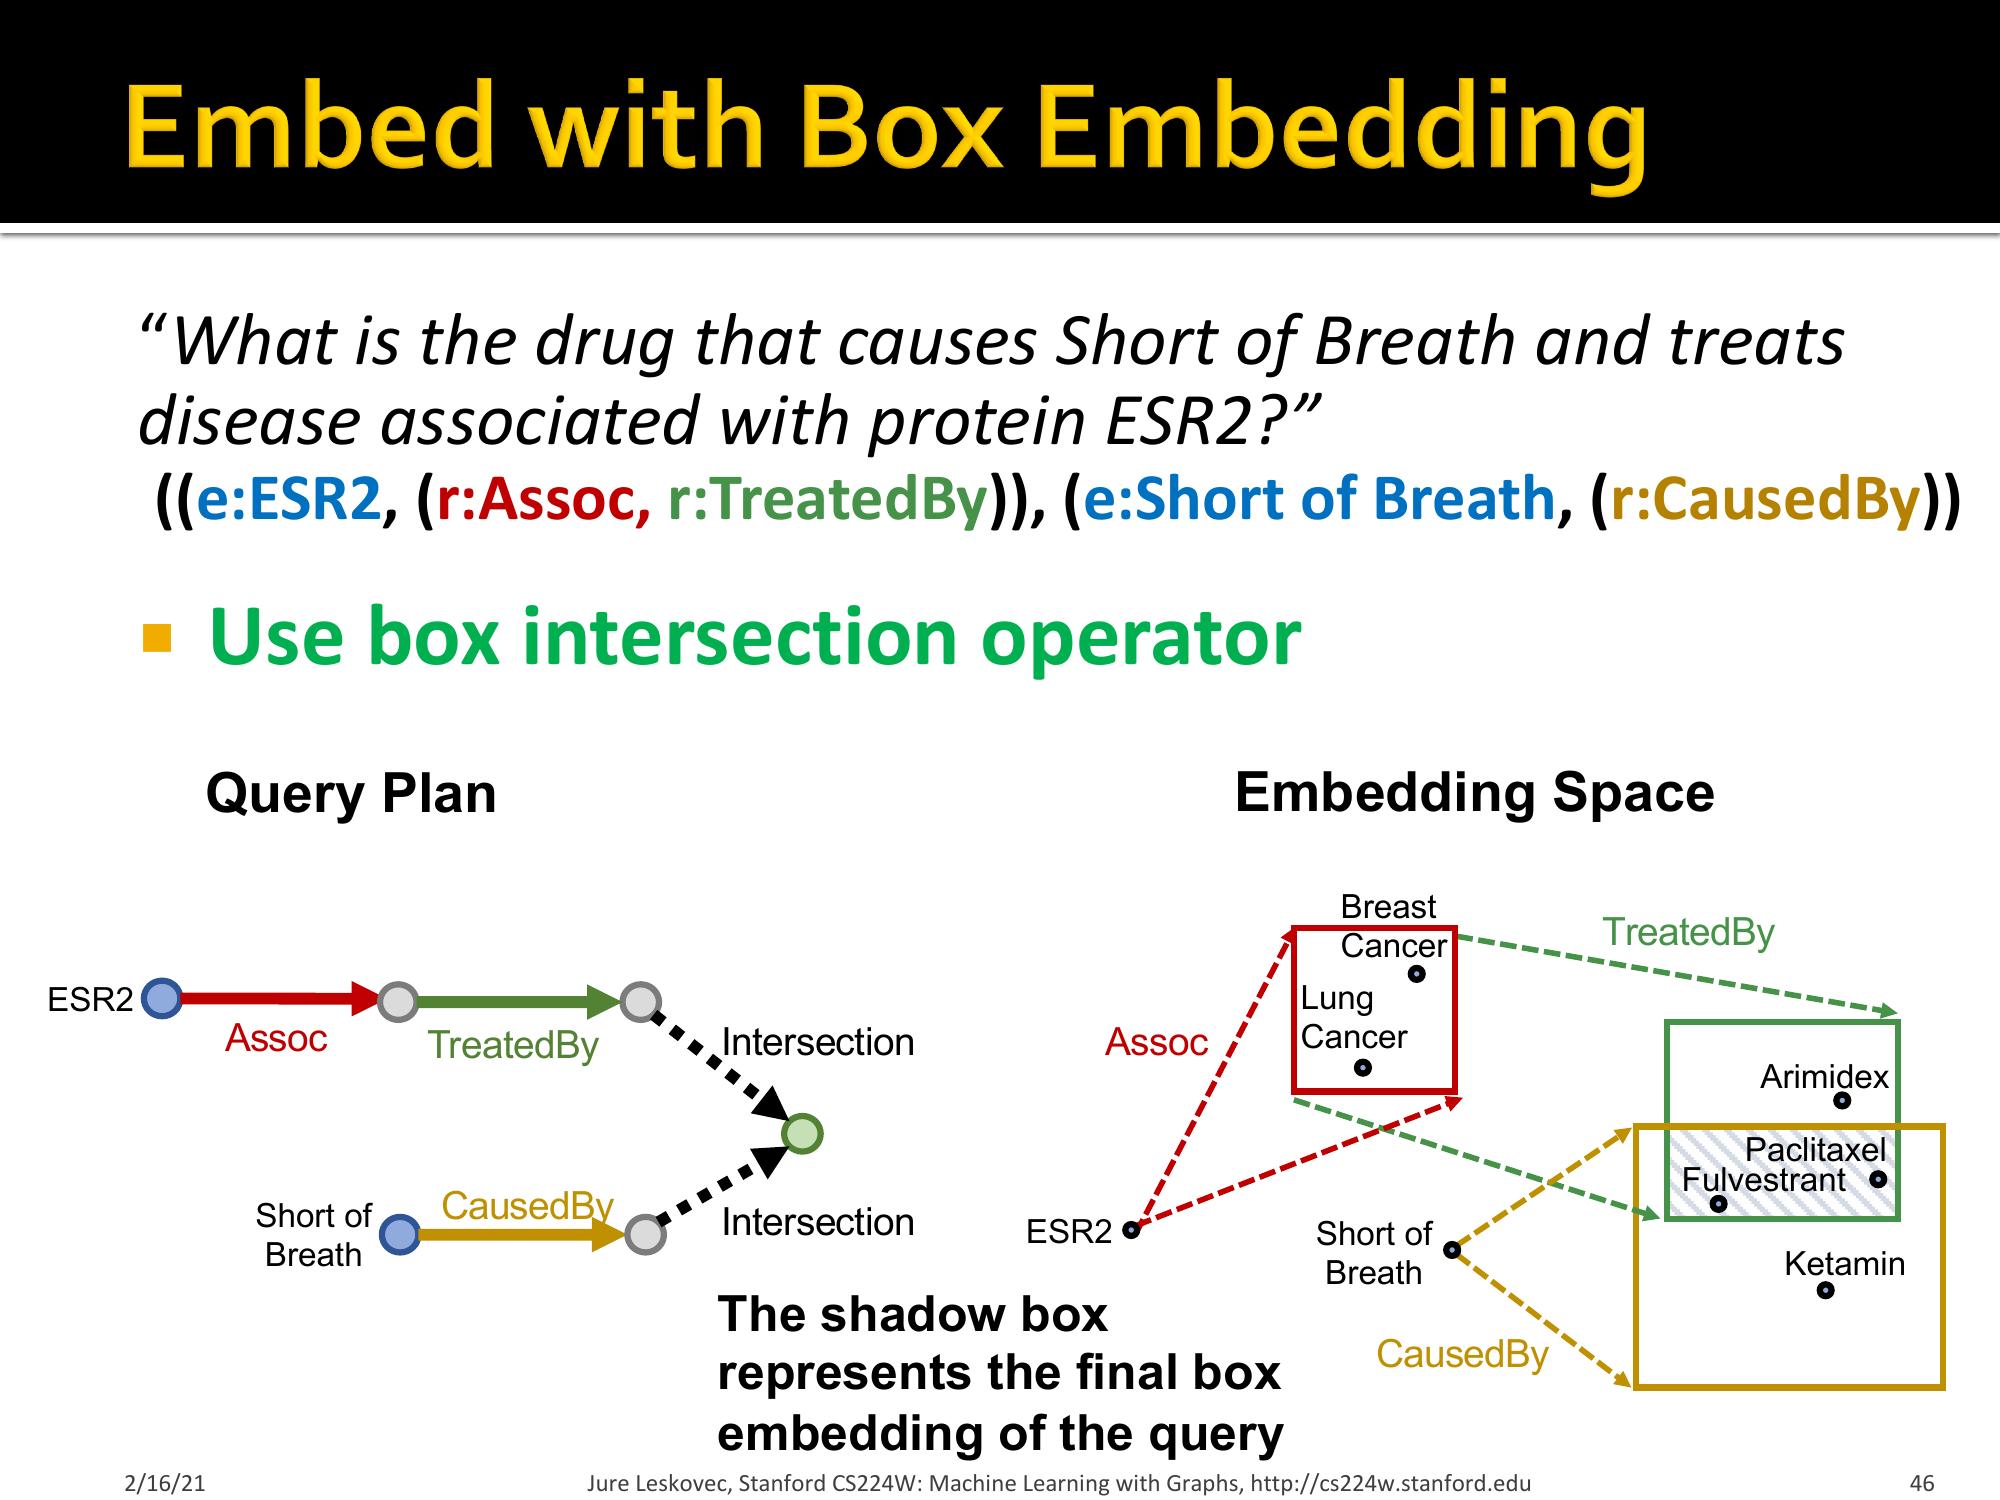 Embed with Box Embedding
“What is the drug that causes Short of Breath and treats
disease associated with protein ESR2?”
((e:ESR2, (r:Assoc, r:TreatedBy)), (e:Short of Breath, (r:CausedBy))
Use box intersection operator
Query Plan
ESR2
Assoc
TreatedBy
Intersection
Short of
Breath
CausedBy
Intersection
Embedding Space
Breast
Cancer
Lung
Cancer
TreatedBy
Assoc
Arimidex
Paclitaxel
Fulvestrant
ESR2
Short of
Breath
Ketamin
CausedBy
The shadow box
represents the final box
embedding of the query
2/16/21
Jure Leskovec, Stanford CS224W: Machine Learning with Graphs, http://cs224w.stanford.edu
46